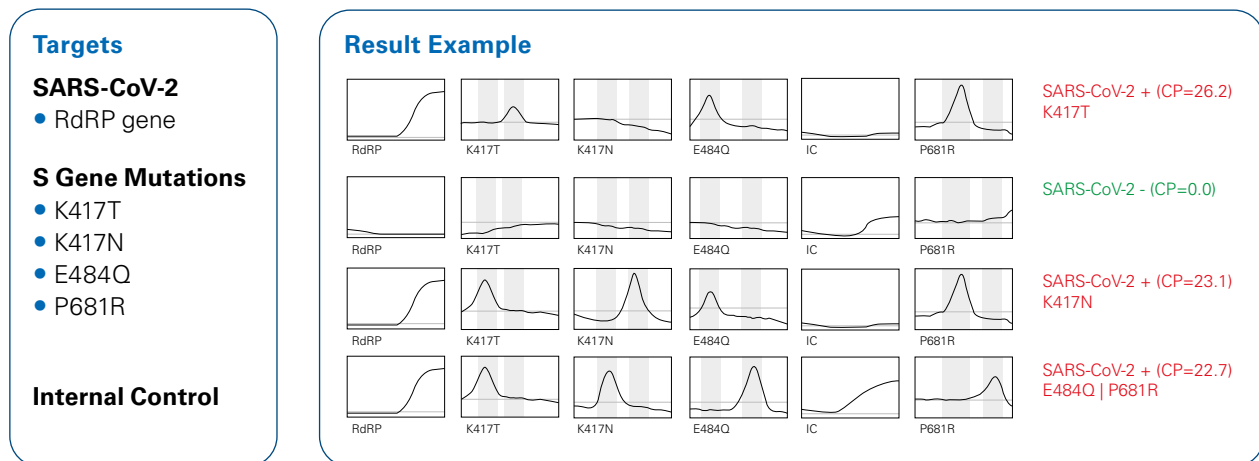 Targets
SARS-CoV-2
• RdRP gene
S Gene Mutations
• K417T
• K417N
• E484Q
• P681R
Internal Control
Result Example
RdRP K417T K417N E484Q IC P681R
SARS-CoV-2 + (CP=26.2)
K417T
RdRP K417T K417N E484Q IC P681R
SARS-CoV-2 - (CP=0.0)
RdRP K417T K417N E484Q IC P681R
SARS-CoV-2 + (CP=23.1)
K417N
RdRP K417T K417N E484Q IC P681R
SARS-CoV-2 + (CP=22.7)
E484Q | P681R